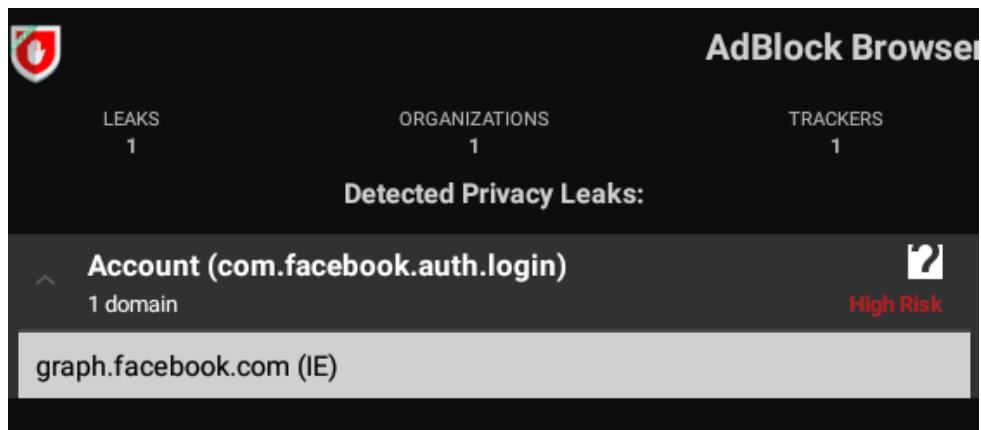 AdBlock Browser
LEAKS ORGANIZATIONS TRACKERS
1 1 1
Detected Privacy Leaks:
Account (com.facebook.auth.login)
1 domain High Risk
graph.facebook.com (IE)